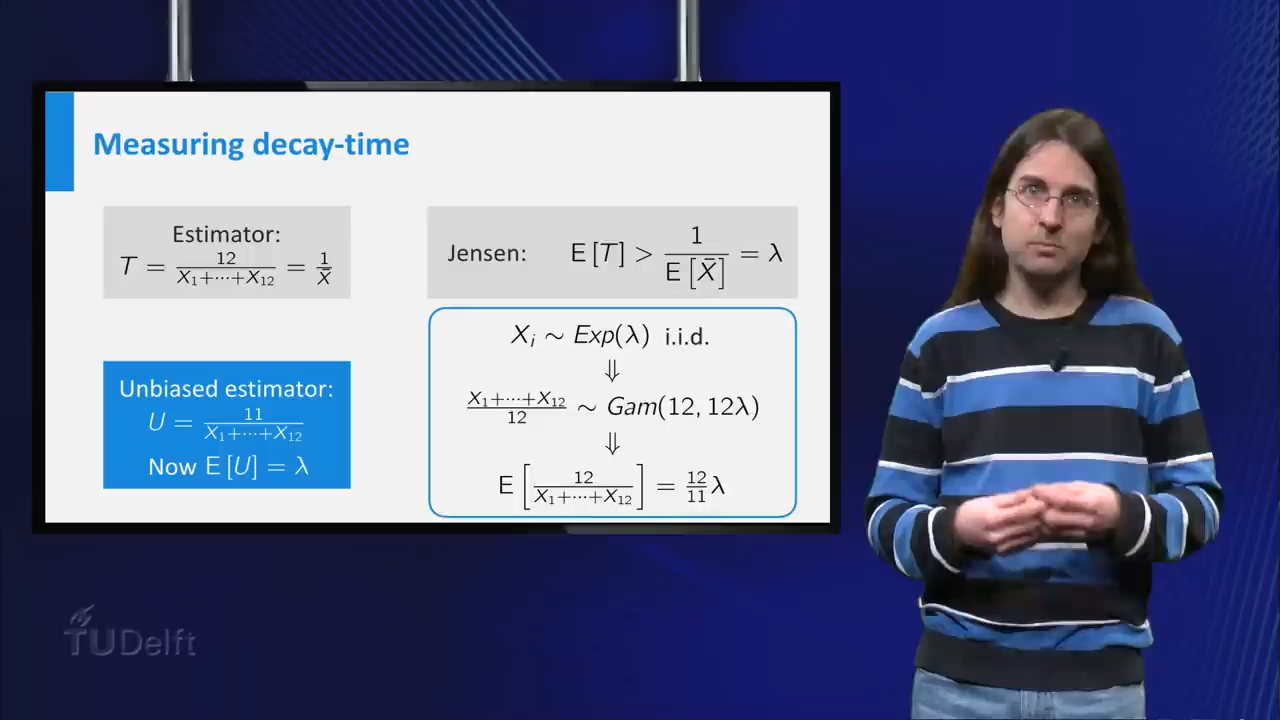 Measuring decay-time
Estimator:
T = 12/(X₁+⋯+X₁₂) = 1/X̄
Jensen: E[T] > 1/E[X̄] = λ
Xᵢ ∼ Exp(λ) i.i.d.
⇓
(X₁+⋯+X₁₂)/12 ∼ Gam(12, 12λ)
⇓
E[12/(X₁+⋯+X₁₂)] = 12/11 λ
Unbiased estimator:
U = 11/(X₁+⋯+X₁₂)
Now E[U] = λ
TUDelft